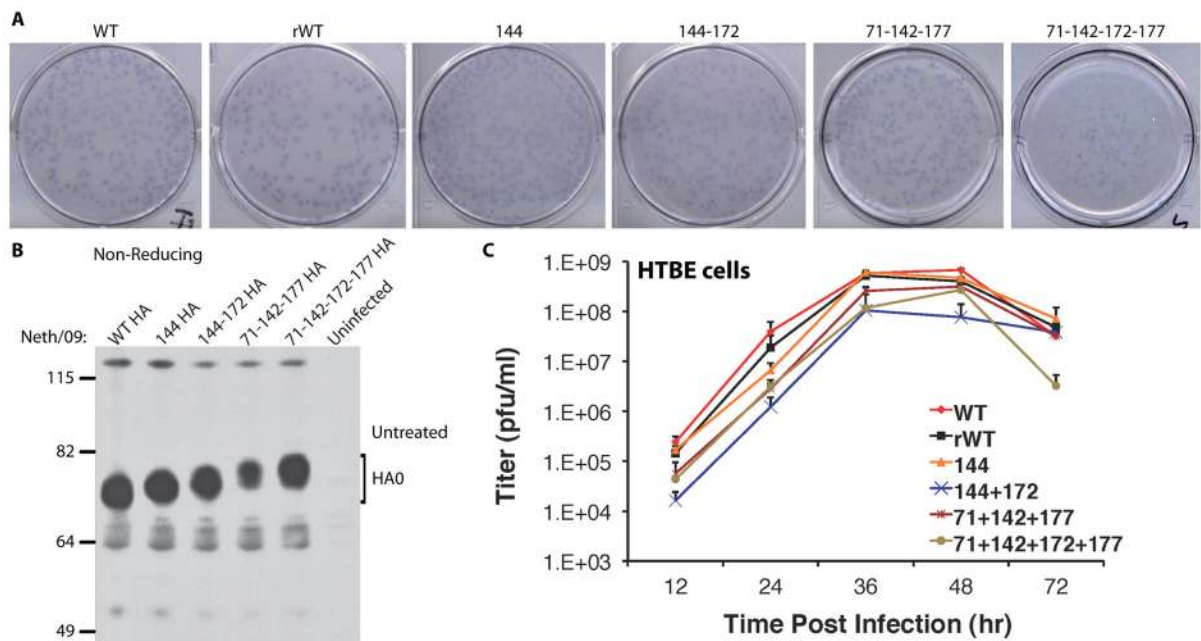 A
WT
rWT
144
144-172
71-142-177
71-142-172-177
B
Non-Reducing
Neth/09:
WT HA
144 HA
144-172 HA
71-142-177 HA
71-142-172-177 HA
Uninfected
115
82
64
49
Untreated
HA0
C
HTBE cells
Titer (pfu/ml)
1.E+09
1.E+08
1.E+07
1.E+06
1.E+05
1.E+04
1.E+03
WT
rWT
144
144+172
71+142+177
71+142+172+177
12
24
36
48
72
Time Post Infection (hr)